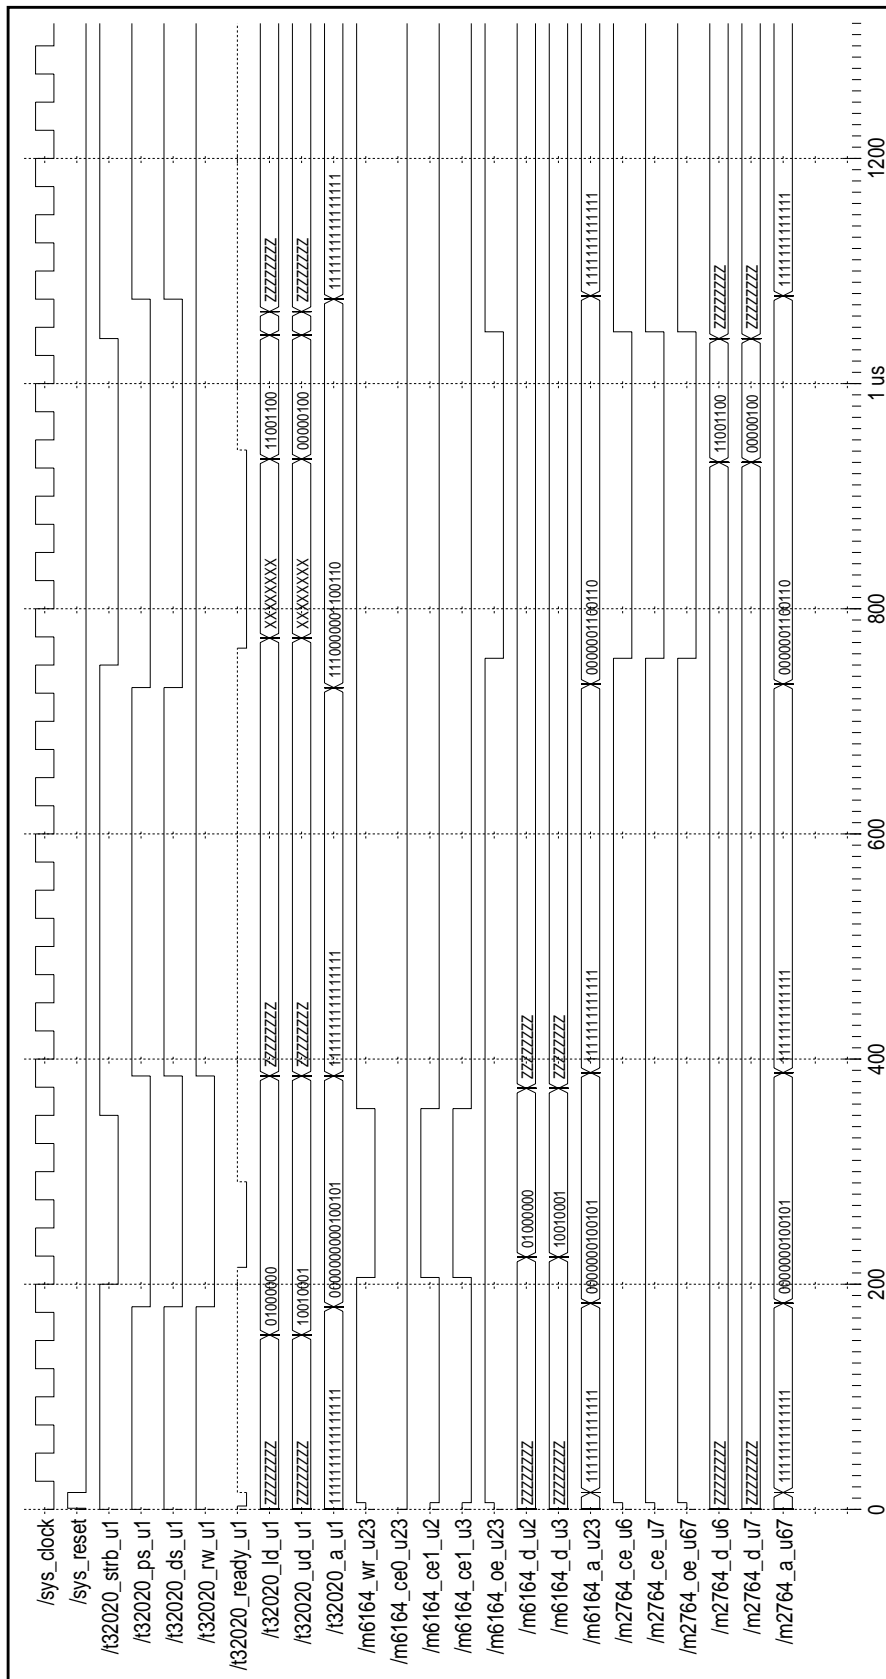 /sys_clock
/sys_reset
/t32020_strb_u1
/t32020_ps_u1
/t32020_ds_u1
/t32020_rw_u1
/t32020_ready_u1
/t32020_ld_u1 ZZZZZZZZ 01000000 ZZZZZZZZ XXXXXXXX 11001100 ZZZZZZZZ
/t32020_ud_u1 ZZZZZZZZ 10010001 ZZZZZZZZ XXXXXXXX 00000100 ZZZZZZZZ
/t32020_a_u1 1111111111111111 0000000000100101 1111111111111111 1110000001100110 1111111111111111
/m6164_wr_u23
/m6164_ce0_u23
/m6164_ce1_u2
/m6164_ce1_u3
/m6164_oe_u23
/m6164_d_u2 ZZZZZZZZ 01000000 ZZZZZZZZ
/m6164_d_u3 ZZZZZZZZ 10010001 ZZZZZZZZ
/m6164_a_u23 1111111111111 0000000100101 1111111111111 0000001100110 1111111111111
/m2764_ce_u6
/m2764_ce_u7
/m2764_oe_u67
/m2764_d_u6 ZZZZZZZZ 11001100 ZZZZZZZZ
/m2764_d_u7 ZZZZZZZZ 00000100 ZZZZZZZZ
/m2764_a_u67 1111111111111 0000000100101 1111111111111 0000001100110 1111111111111
0 200 400 600 800 1 us 1200